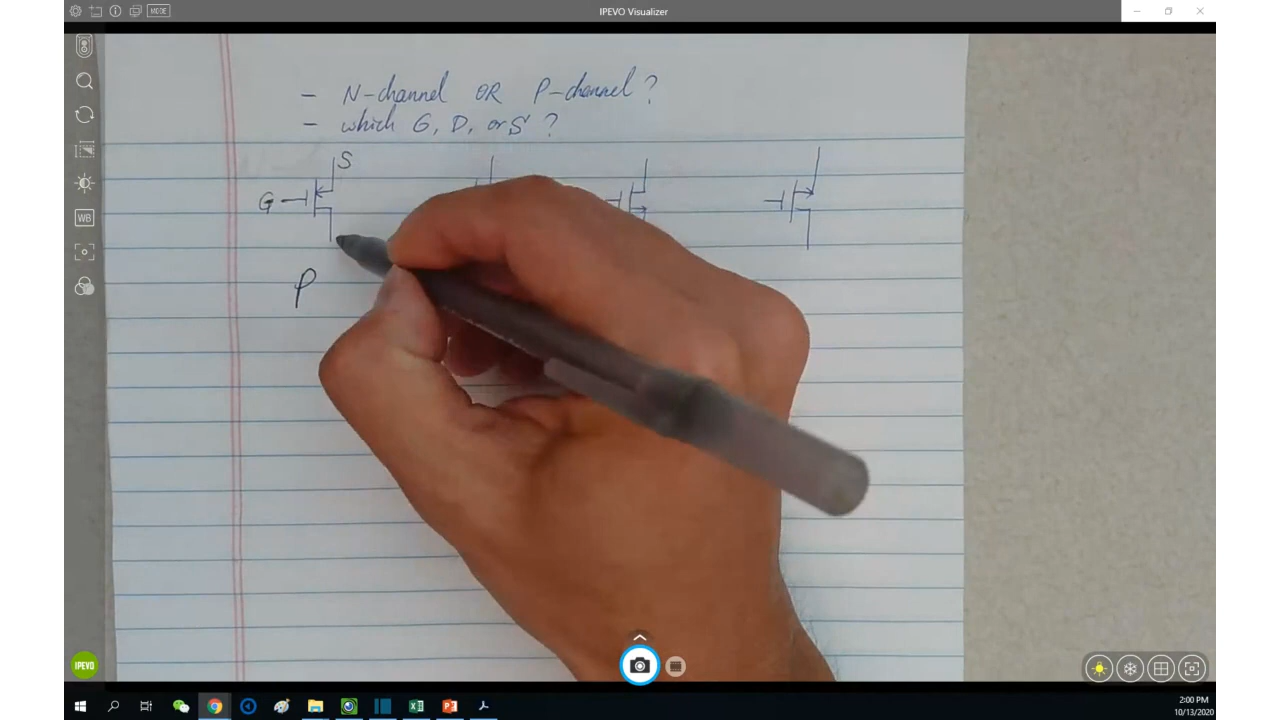 IPEVO Visualizer
MODE
- N-channel OR P-channel?
- which G, D, or S ?
S
G
WB
P
IPEVO
2:00 PM
10/13/2020